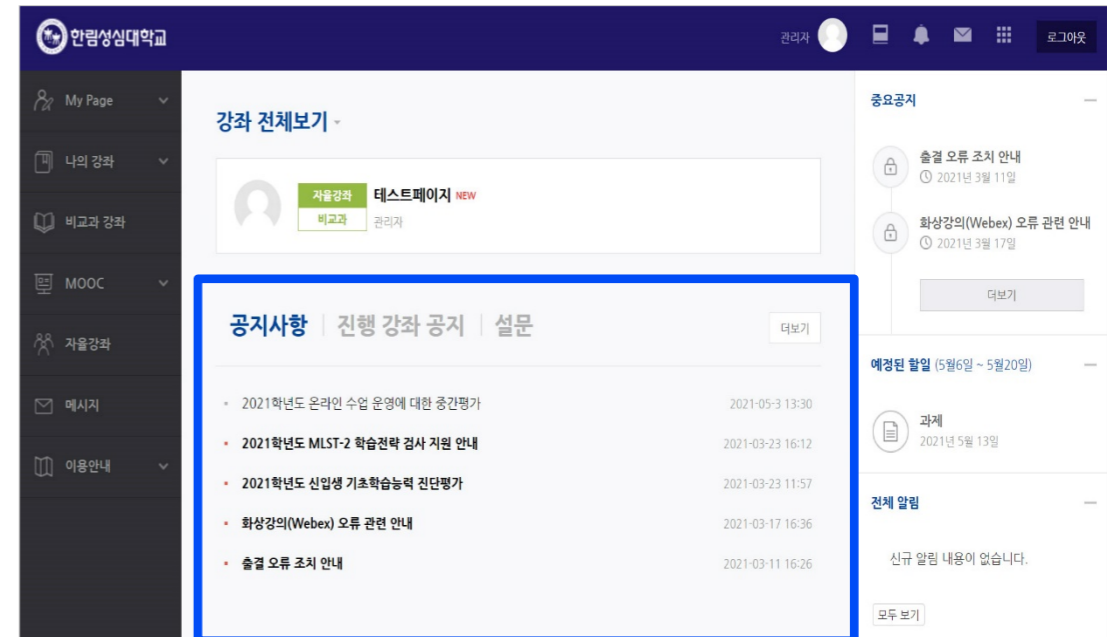 한림성심대학교
관리자
로그아웃
My Page
나의 강좌
비교과 강좌
MOOC
자율강좌
메시지
이용안내
강좌 전체보기
자율강좌 테스트페이지 NEW
비교과 관리자
공지사항 진행 강좌 공지 설문 더보기
2021학년도 온라인 수업 운영에 대한 중간평가 2021-05-3 13:30
2021학년도 MLST-2 학습전략 검사 지원 안내 2021-03-23 16:12
2021학년도 신입생 기초학습능력 진단평가 2021-03-23 11:57
화상강의(Webex) 오류 관련 안내 2021-03-17 16:36
출결 오류 조치 안내 2021-03-11 16:26
중요공지
출결 오류 조치 안내
2021년 3월 11일
화상강의(Webex) 오류 관련 안내
2021년 3월 17일
더보기
예정된 할일 (5월6일 ~ 5월20일)
과제
2021년 5월 13일
전체 알림
신규 알림 내용이 없습니다.
모두 보기